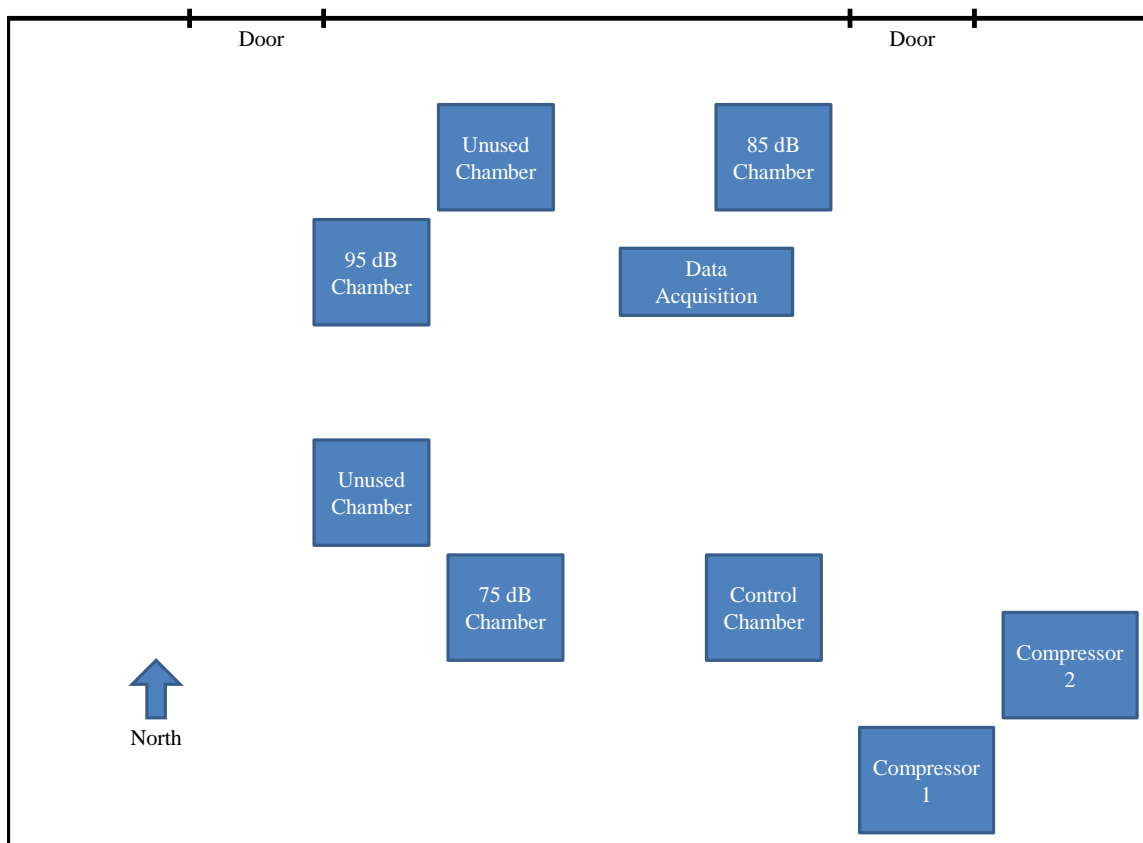 Door
Door
Unused
Chamber
85 dB
Chamber
95 dB
Chamber
Data
Acquisition
Unused
Chamber
75 dB
Chamber
Control
Chamber
Compressor
2
North
Compressor
1